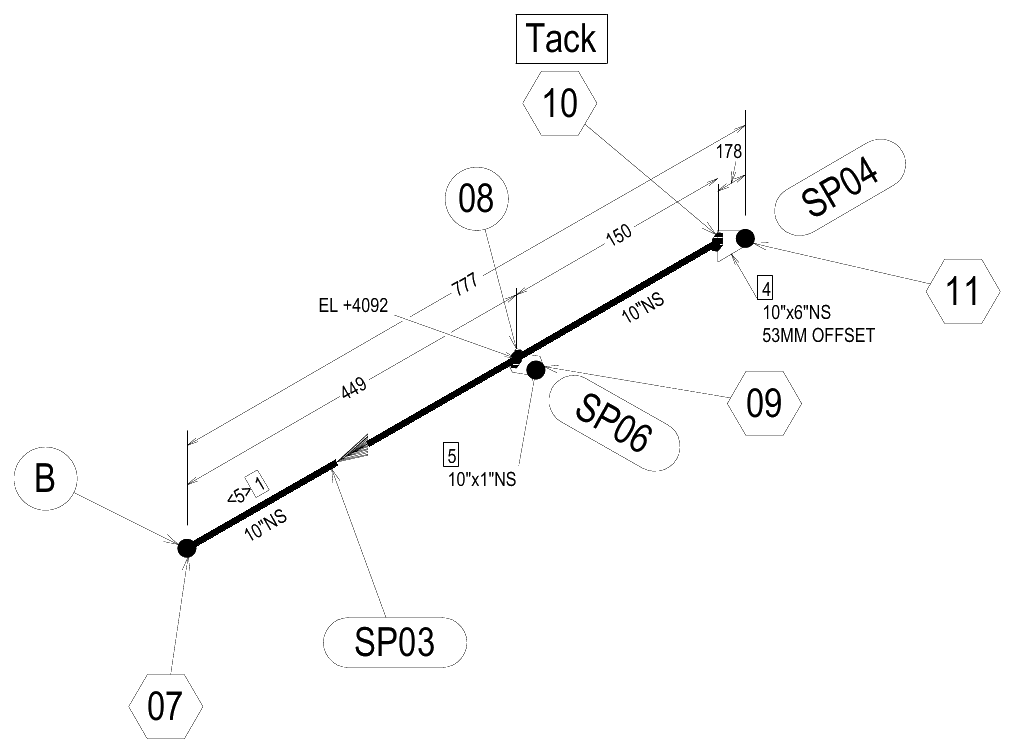 Tack
10
178
SP04
08
150
777
11
EL +4092
4
10"x6"NS
53MM OFFSET
10"NS
449
09
SP06
5
10"x1"NS
B
<5> 1
10"NS
SP03
07